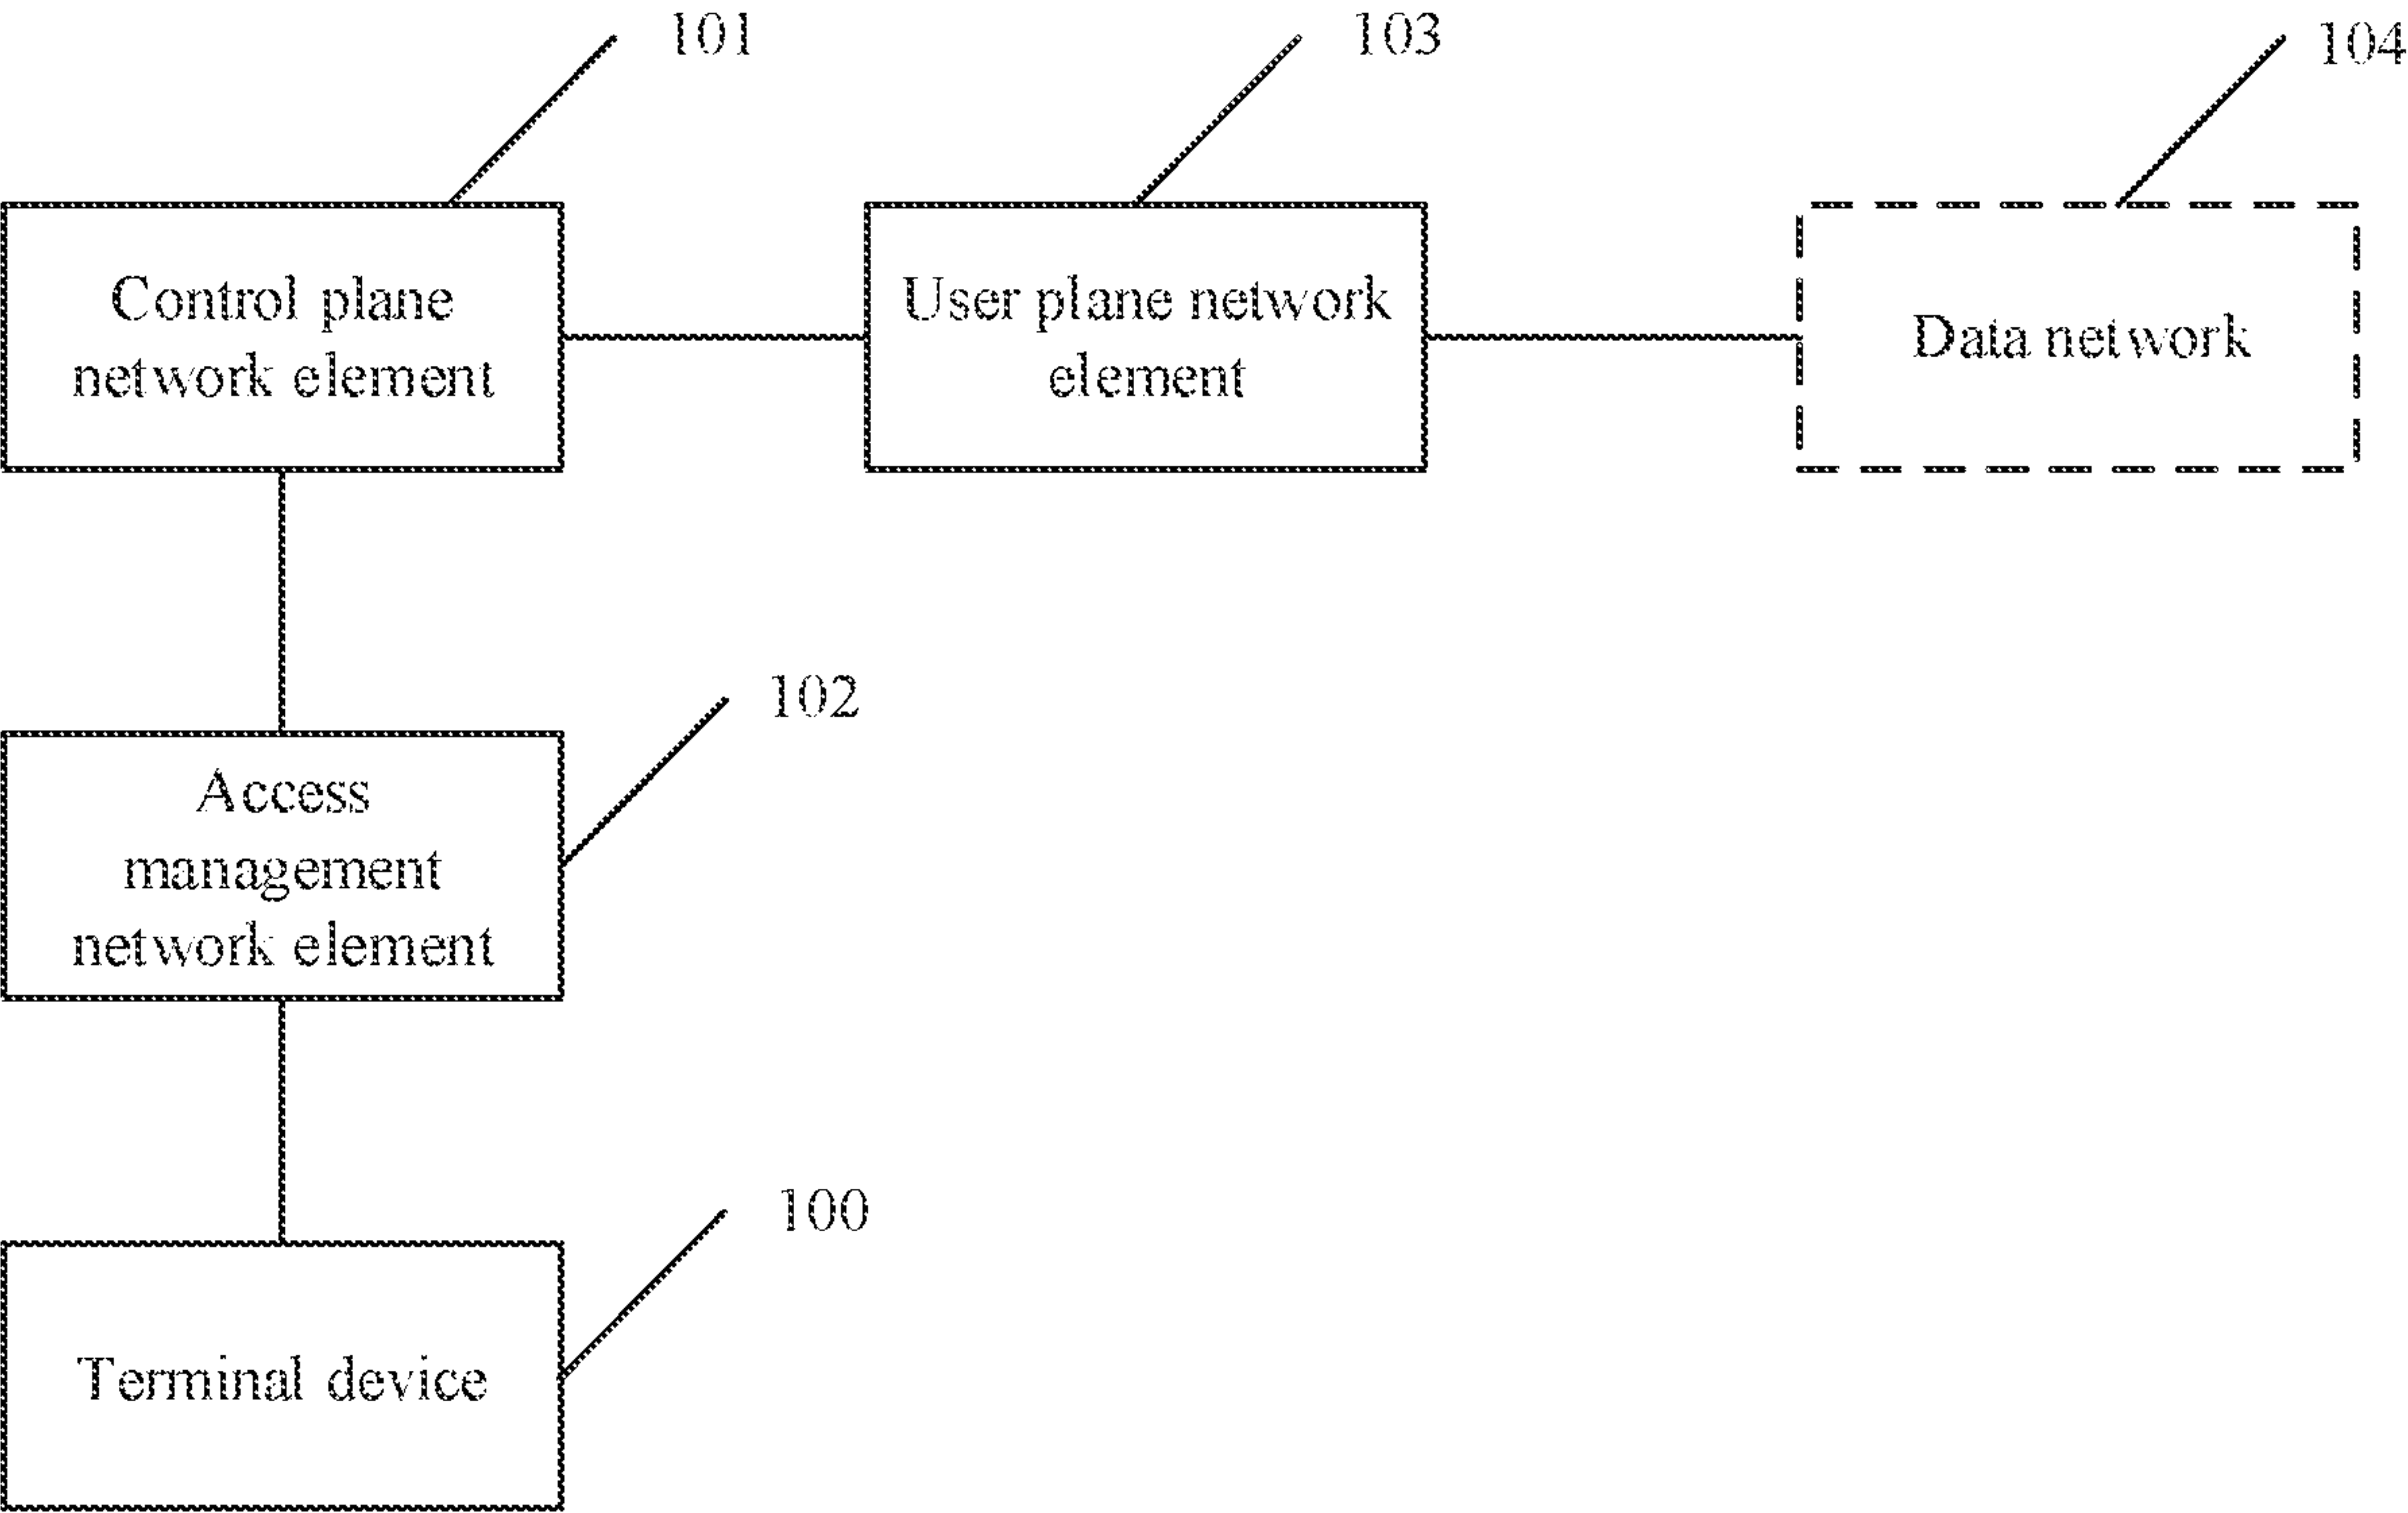 101
103
104
Control plane
network element
User plane network
element
Data network
102
Access
management
network element
100
Terminal device